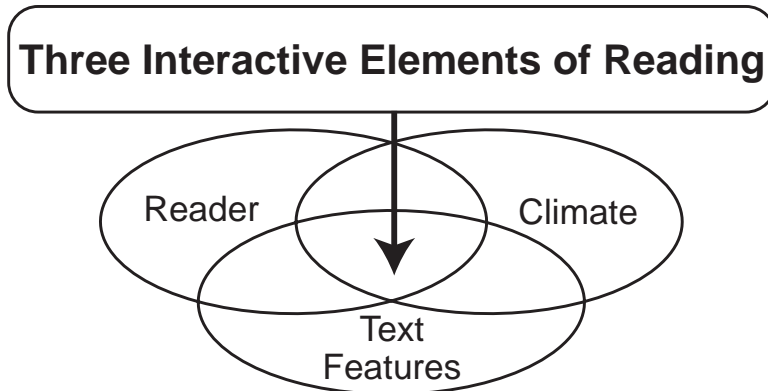 Three Interactive Elements of Reading
Reader
Climate
Text
Features